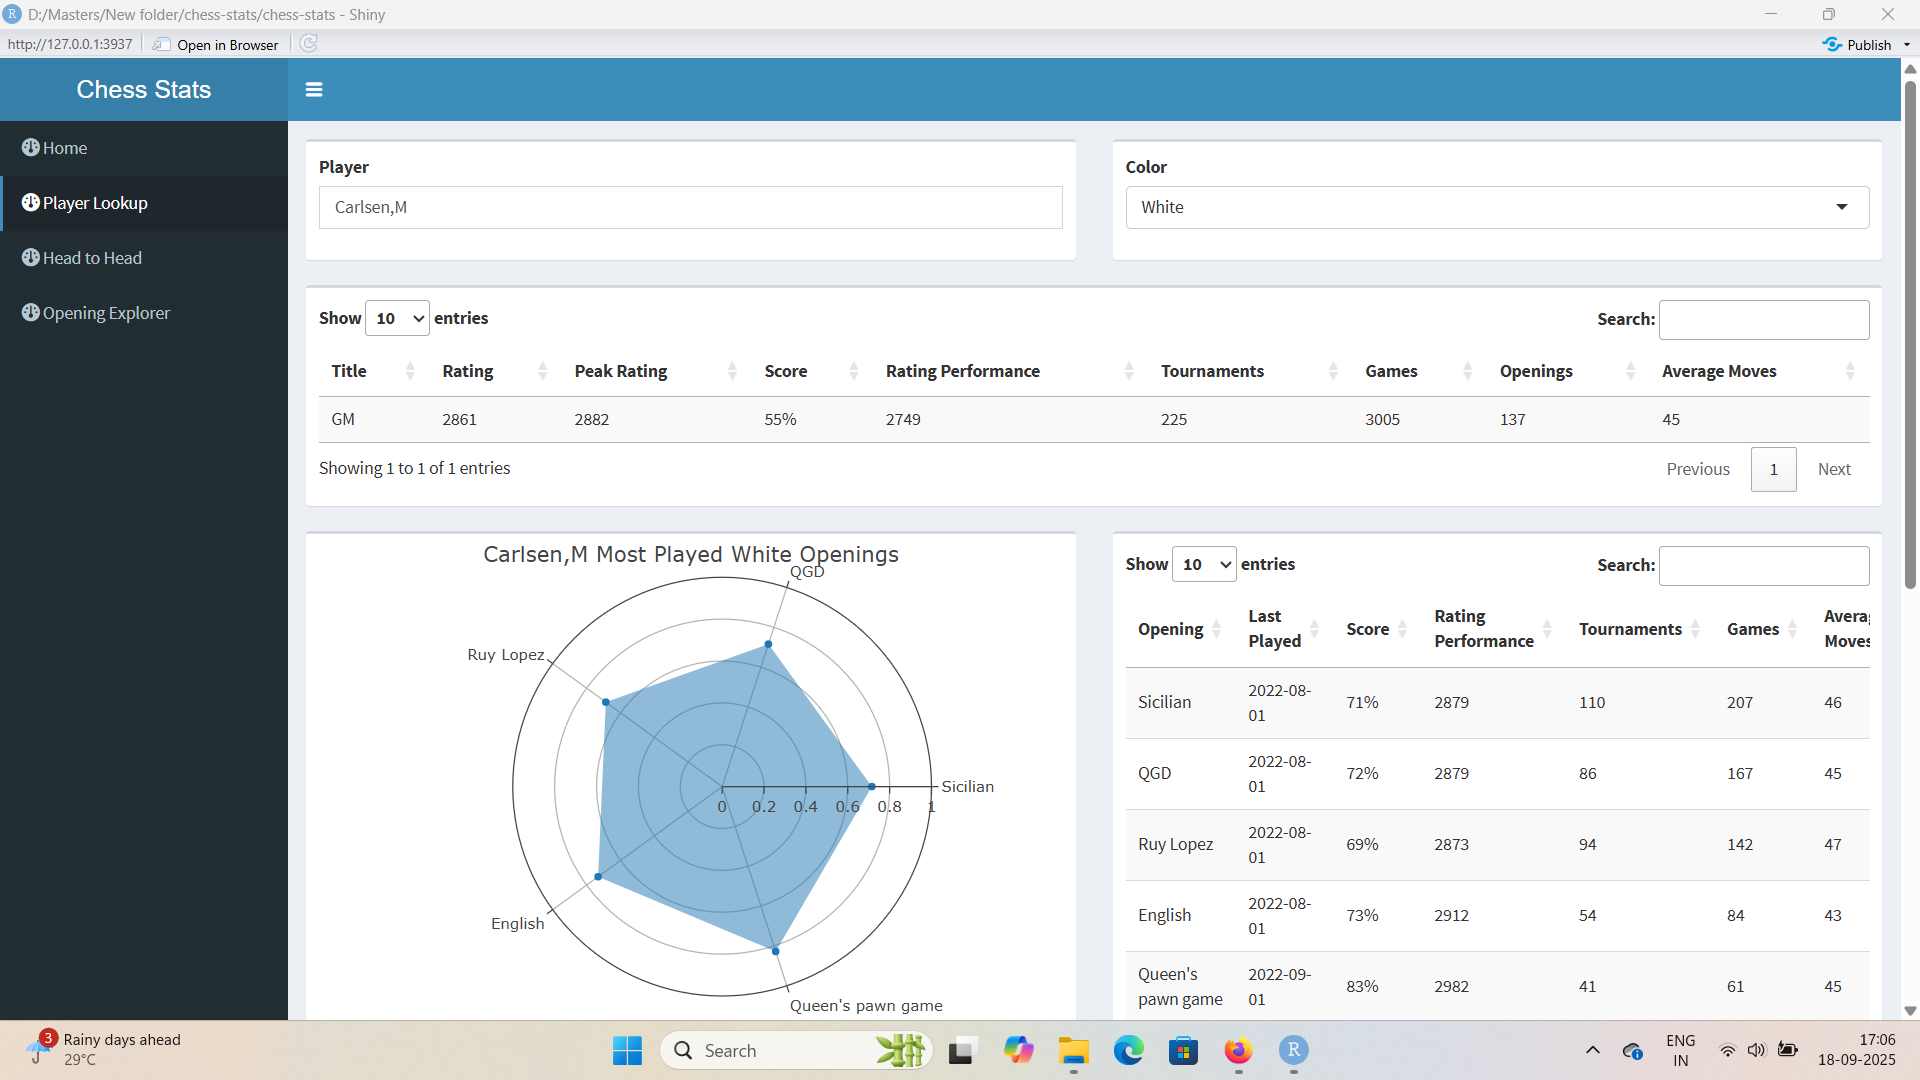 D:/Masters/New folder/chess-stats/chess-stats - Shiny
http://127.0.0.1:3937 Open in Browser Publish
Chess Stats
Home
Player Lookup
Head to Head
Opening Explorer
Player
Carlsen,M
Color
White
Show 10 entries Search:
Title Rating Peak Rating Score Rating Performance Tournaments Games Openings Average Moves
GM 2861 2882 55% 2749 225 3005 137 45
Showing 1 to 1 of 1 entries Previous 1 Next
Carlsen,M Most Played White Openings
QGD
Ruy Lopez
Sicilian
0 0.2 0.4 0.6 0.8 1
English
Queen's pawn game
Show 10 entries Search:
Opening Last Played Score Rating Performance Tournaments Games Averag Moves
Sicilian 2022-08-01 71% 2879 110 207 46
QGD 2022-08-01 72% 2879 86 167 45
Ruy Lopez 2022-08-01 69% 2873 94 142 47
English 2022-08-01 73% 2912 54 84 43
Queen's pawn game 2022-09-01 83% 2982 41 61 45
3 Rainy days ahead
29°C
Search
ENG
IN
17:06
18-09-2025